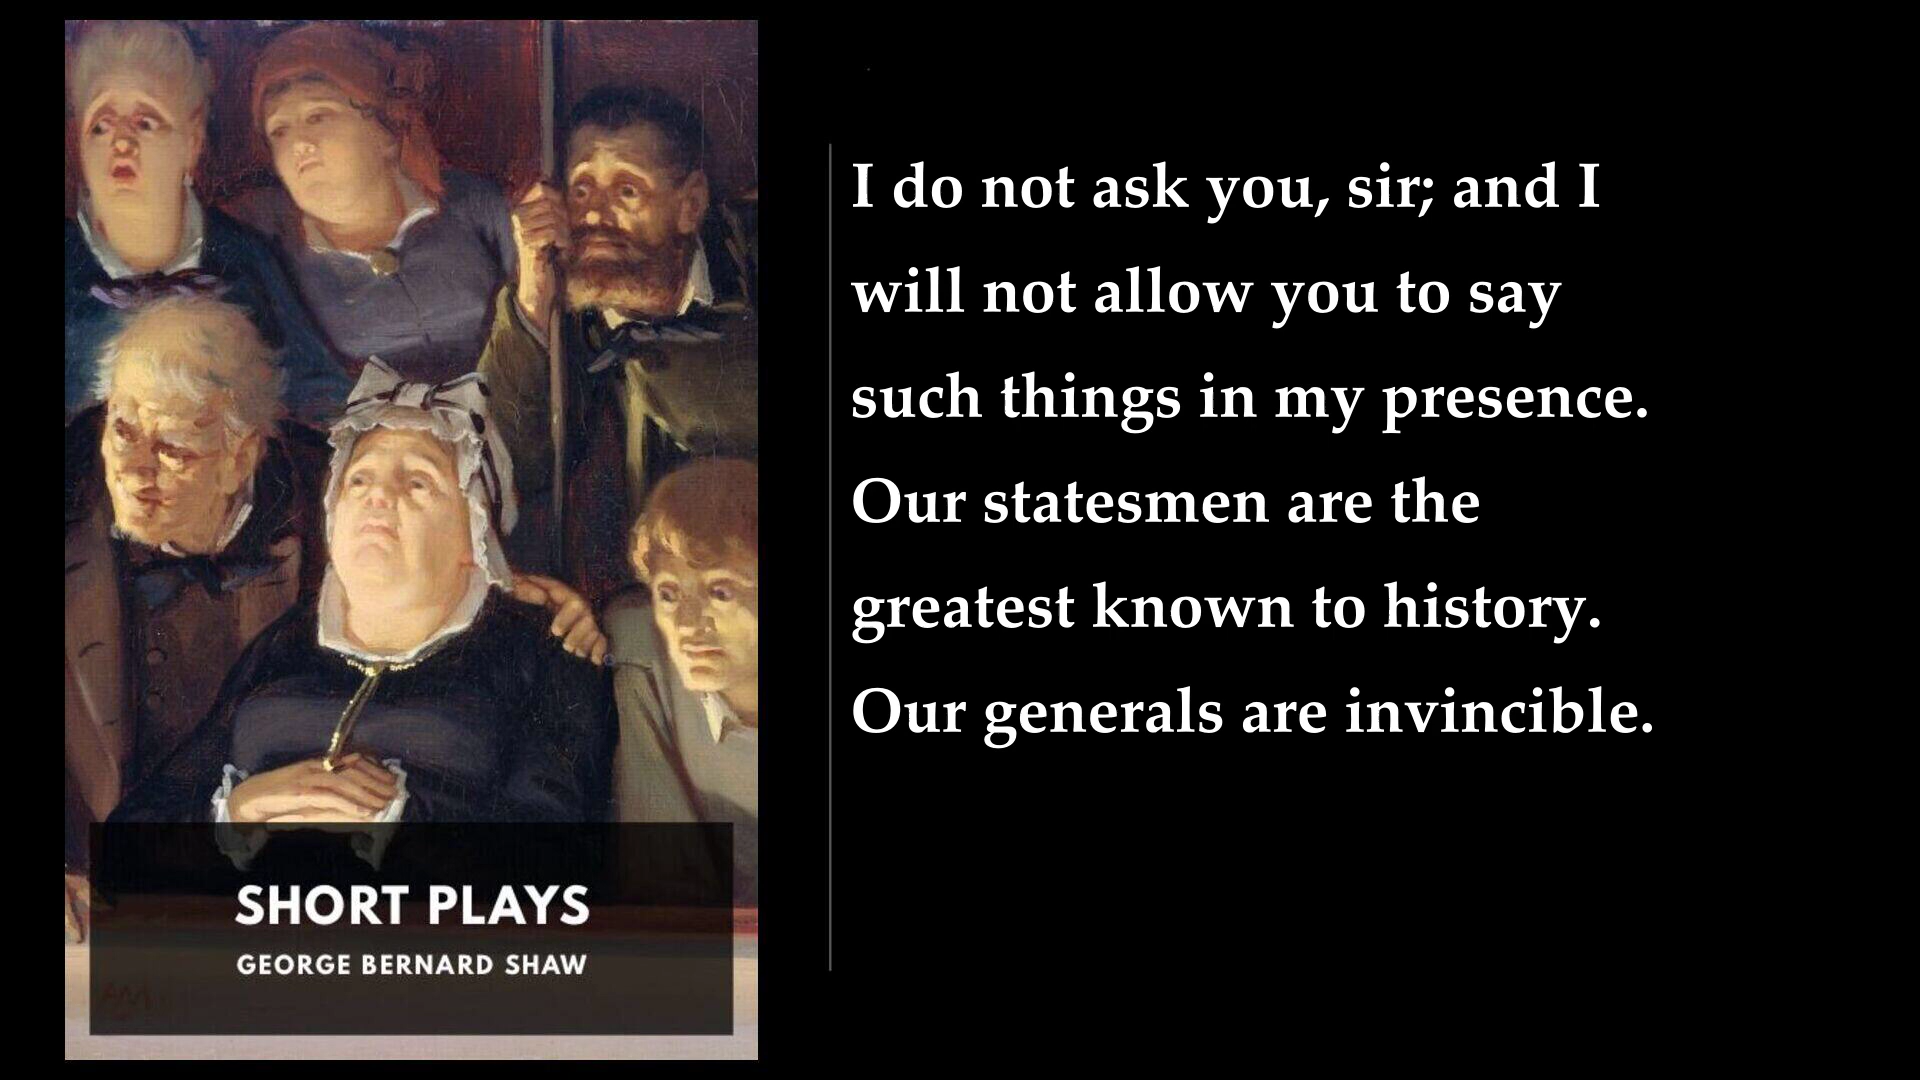 I do not ask you, sir; and I
will not allow you to say
such things in my presence.
Our statesmen are the
greatest known to history.
Our generals are invincible.
SHORT PLAYS
GEORGE BERNARD SHAW